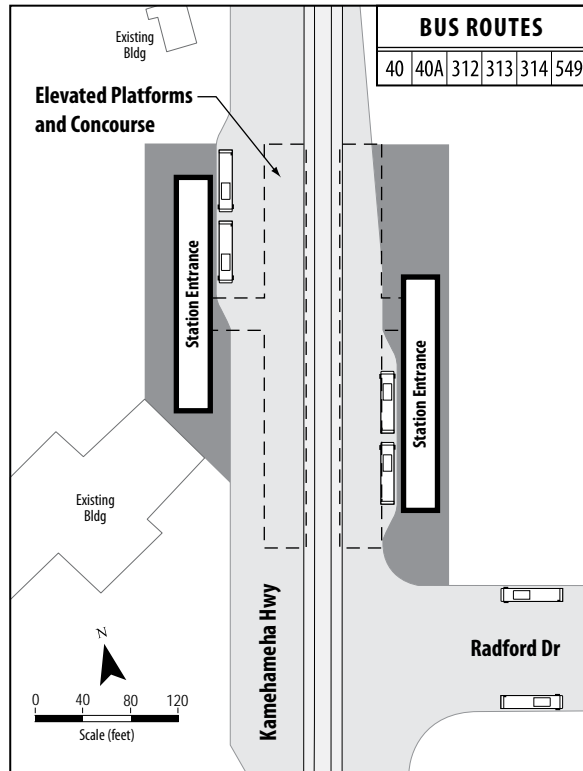 BUS ROUTES
40 40A 312 313 314 549
Existing
Bldg
Elevated Platforms
and Concourse
Station Entrance
Station Entrance
Existing
Bldg
Kamehameha Hwy
Radford Dr
N
0 40 80 120
Scale (feet)